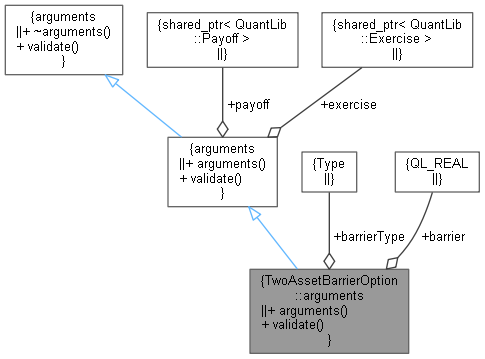 {arguments
||+ ~arguments()
+ validate()
}
{shared_ptr< QuantLib
::Payoff >
||}
{shared_ptr< QuantLib
::Exercise >
||}
+payoff
+exercise
{arguments
||+ arguments()
+ validate()
}
{Type
||}
{QL_REAL
||}
+barrierType
+barrier
{TwoAssetBarrierOption
::arguments
||+ arguments()
+ validate()
}